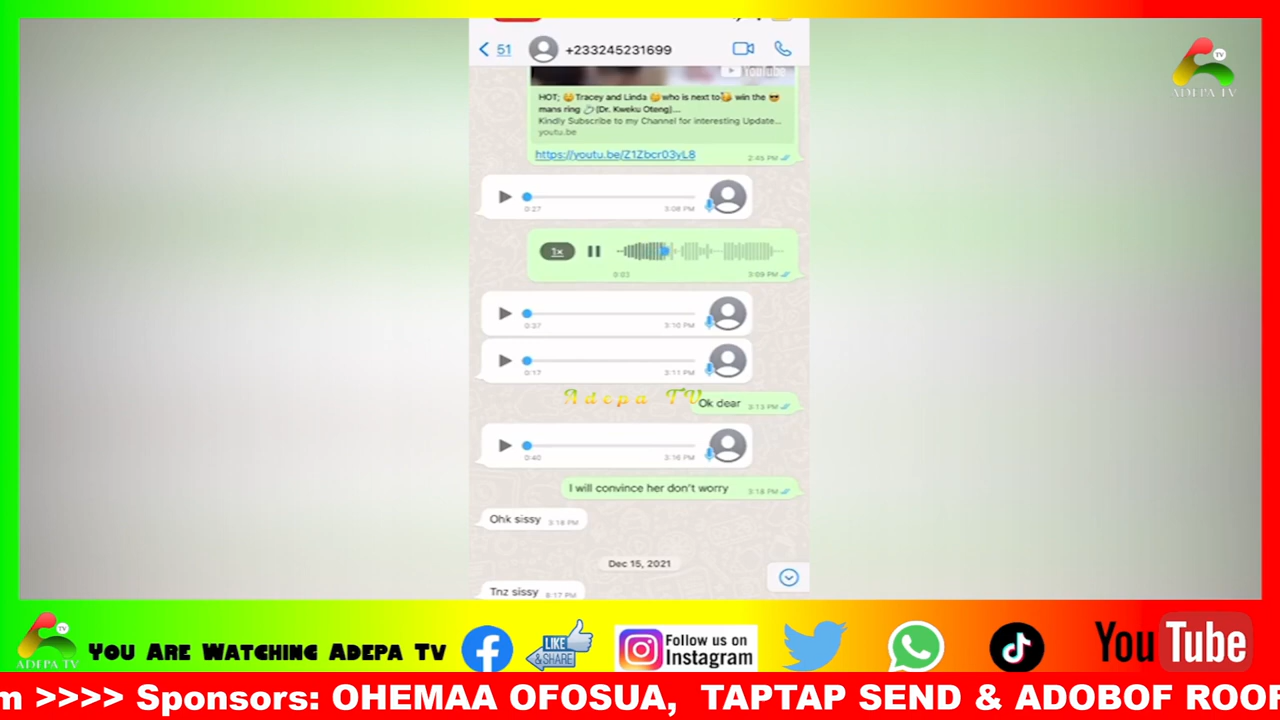 51
+233245231699
YouTube
HOT; 😊Tracey and Linda 😊who is next to😘 win the 😎
mans ring 💍(Dr. Kweku Oteng)...
Kindly Subscribe to my Channel for interesting Update...
youtu.be
https://youtu.be/Z1Zbcr03yL8
2:45 PM
0:27
3:08 PM
1x
0:03
3:09 PM
0:37
3:10 PM
0:17
3:11 PM
Adepa TV
Ok dear 3:13 PM
0:40
3:16 PM
I will convince her don't worry 3:18 PM
Ohk sissy 3:18 PM
Dec 15, 2021
Tnz sissy 8:17 PM
TV
ADEPA TV
TV
ADEPA TV
You Are Watching Adepa Tv
LIKE
& SHARE
Follow us on
Instagram
YouTube
m >>>> Sponsors: OHEMAA OFOSUA, TAPTAP SEND & ADOBOF ROOF